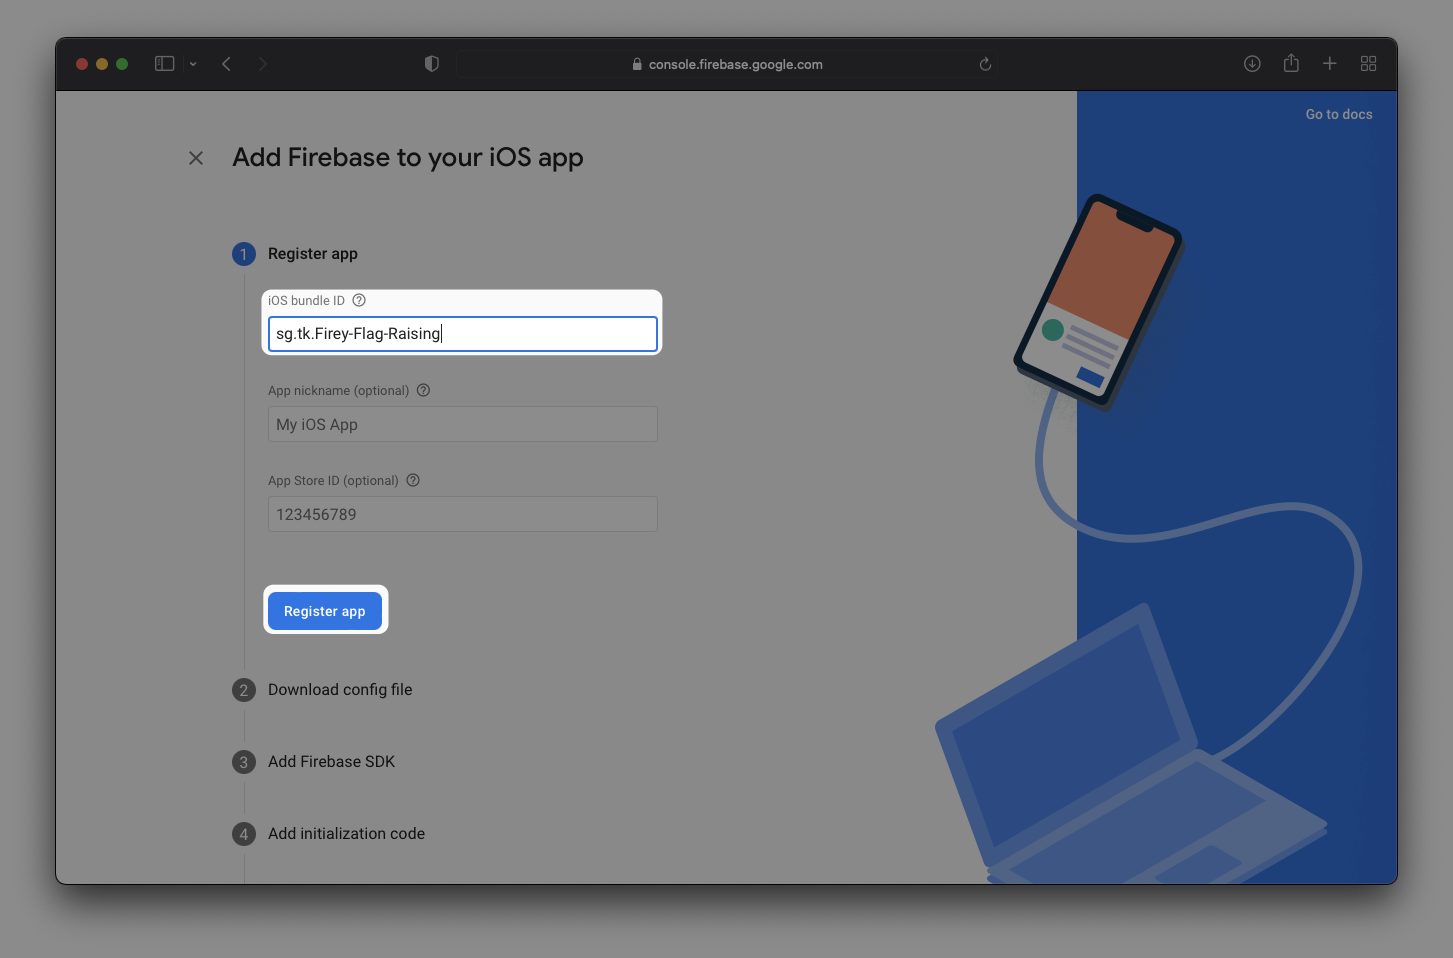 console.firebase.google.com
Go to docs
Add Firebase to your iOS app
1 Register app
iOS bundle ID
sg.tk.Firey-Flag-Raising
App nickname (optional)
My iOS App
App Store ID (optional)
123456789
Register app
2 Download config file
3 Add Firebase SDK
4 Add initialization code